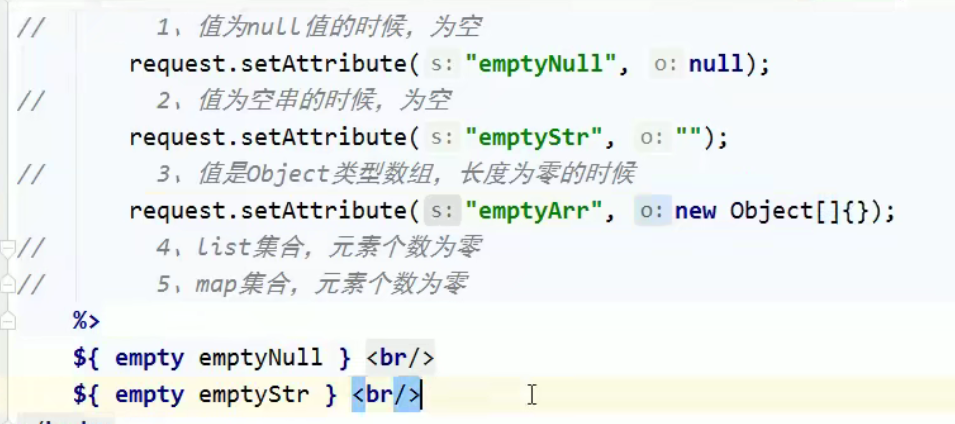 //	1、值为null值的时候，为空
request.setAttribute( s: "emptyNull", o: null);
//	2、值为空串的时候，为空
request.setAttribute( s: "emptyStr", o: "");
//	3、值是Object类型数组，长度为零的时候
request.setAttribute( s: "emptyArr", o: new Object[]{});
//	4、list集合，元素个数为零
//	5、map集合，元素个数为零
%>
${ empty emptyNull } <br/>
${ empty emptyStr } <br/>